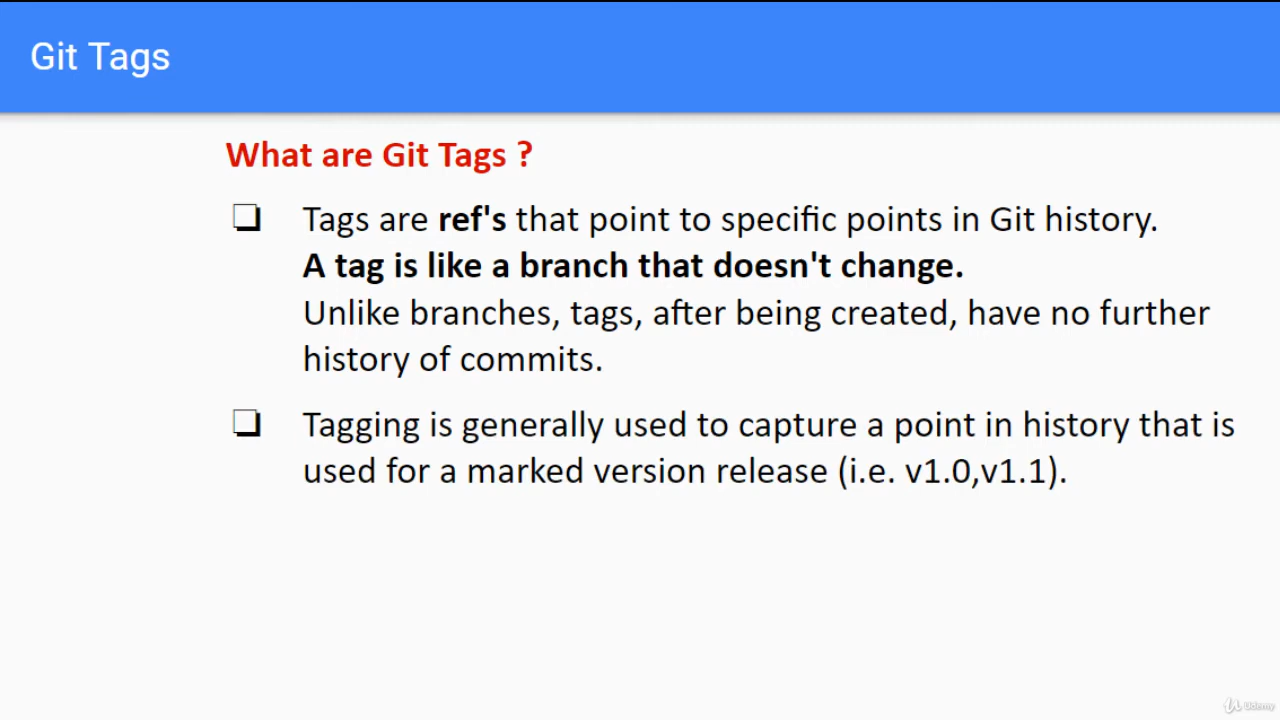 Git Tags
What are Git Tags ?
❏ Tags are ref's that point to specific points in Git history.
A tag is like a branch that doesn't change.
Unlike branches, tags, after being created, have no further
history of commits.
❏ Tagging is generally used to capture a point in history that is
used for a marked version release (i.e. v1.0,v1.1).
Udemy